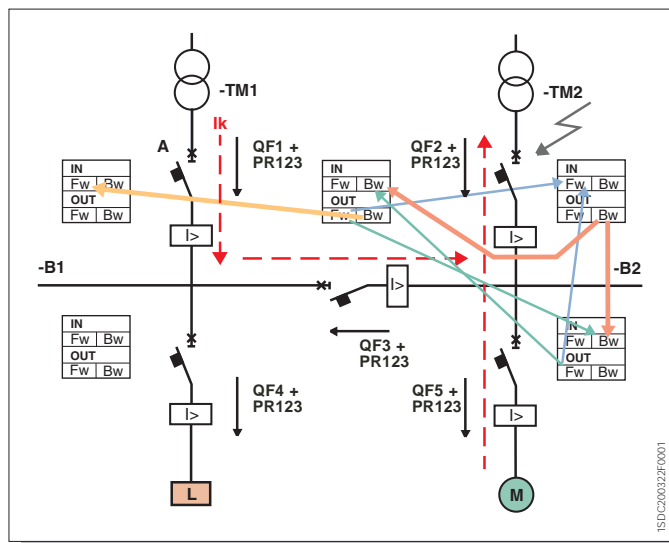 -TM1
-TM2
Ik
A
QF1 +
PR123
QF2 +
PR123
IN
Fw Bw
OUT
Fw Bw
IN
Fw Bw
OUT
Fw Bw
IN
Fw Bw
OUT
Fw Bw
I>
I>
-B1
-B2
I>
IN
Fw Bw
OUT
Fw Bw
QF3 +
PR123
IN
Fw Bw
OUT
Fw Bw
QF4 +
PR123
QF5 +
PR123
I>
I>
L
M
1SDC200322F0001